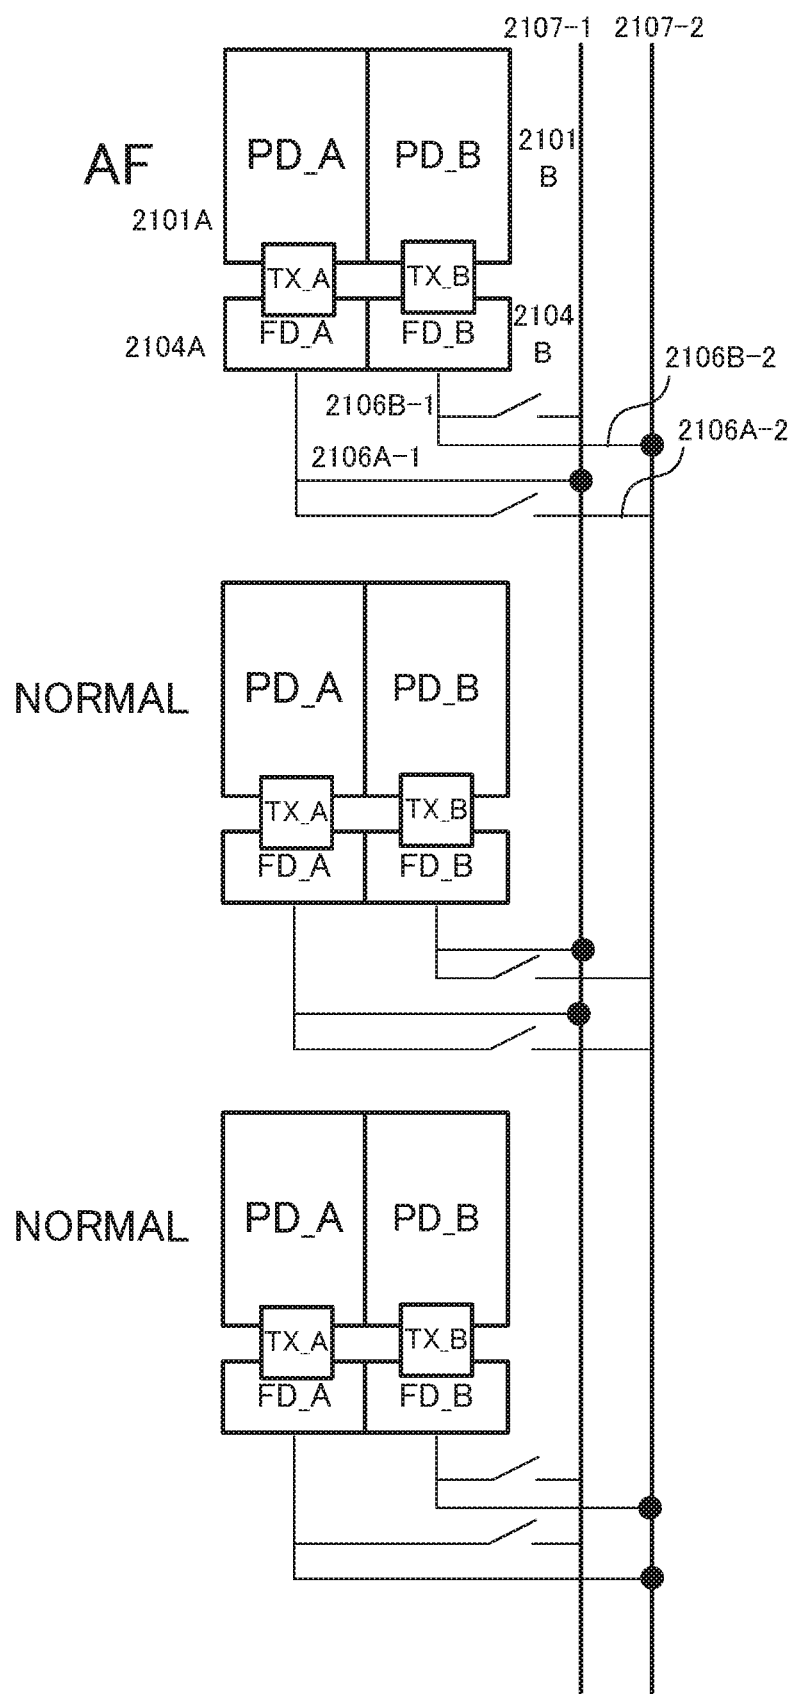 2107-1 2107-2
AF
PD_A PD_B
2101
B
2101A
TX_A TX_B
2104A
FD_A FD_B
2104
B
2106B-2
2106B-1
2106A-2
2106A-1
NORMAL
PD_A PD_B
TX_A TX_B
FD_A FD_B
NORMAL
PD_A PD_B
TX_A TX_B
FD_A FD_B